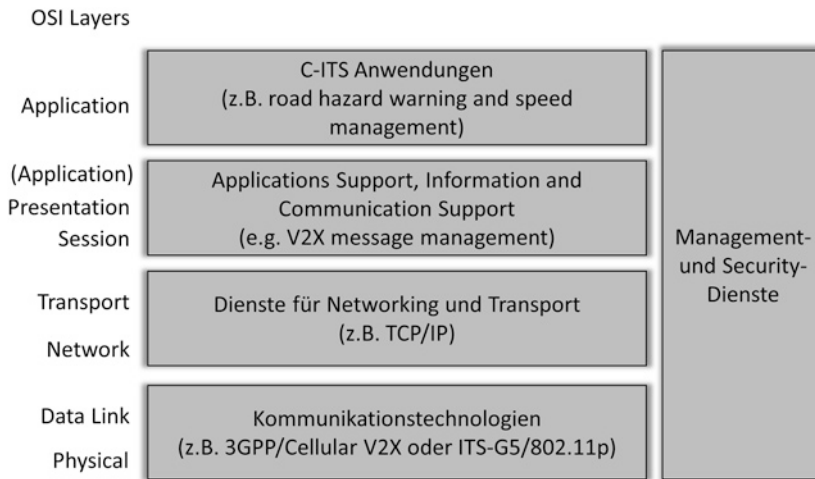 OSI Layers
Application
C-ITS Anwendungen
(z.B. road hazard warning and speed
management)
(Application)
Presentation
Session
Applications Support, Information and
Communication Support
(e.g. V2X message management)
Transport
Network
Dienste für Networking und Transport
(z.B. TCP/IP)
Data Link
Physical
Kommunikationstechnologien
(z.B. 3GPP/Cellular V2X oder ITS-G5/802.11p)
Management-
und Security-
Dienste